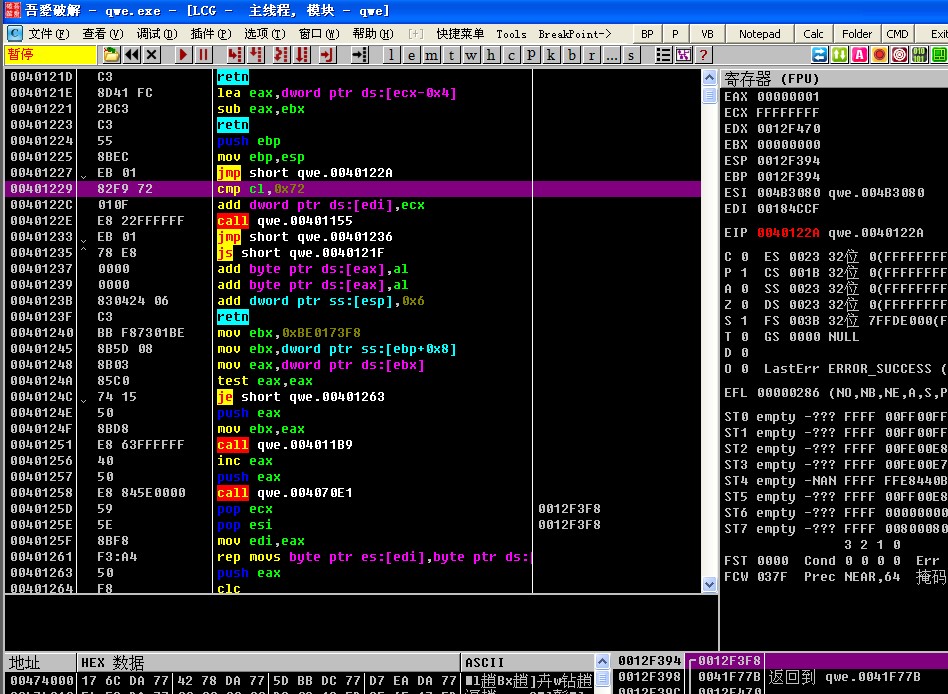 吾爱破解 - qwe.exe - [LCG - 主线程, 模块 - qwe]
文件(F) 查看(V) 调试(D) 插件(P) 选项(T) 窗口(W) 帮助(H) [+] 快捷菜单 Tools BreakPoint-> BP P VB Notepad Calc Folder CMD Exit
暂停 l e m t w h c p k b r ... s ?
0040121D C3 retn
0040121E 8D41 FC lea eax,dword ptr ds:[ecx-0x4]
00401221 2BC3 sub eax,ebx
00401223 C3 retn
00401224 55 push ebp
00401225 8BEC mov ebp,esp
00401227 EB 01 jmp short qwe.0040122A
00401229 82F9 72 cmp cl,0x72
0040122C 010F add dword ptr ds:[edi],ecx
0040122E E8 22FFFFFF call qwe.00401155
00401233 EB 01 jmp short qwe.00401236
00401235 78 E8 js short qwe.0040121F
00401237 0000 add byte ptr ds:[eax],al
00401239 0000 add byte ptr ds:[eax],al
0040123B 830424 06 add dword ptr ss:[esp],0x6
0040123F C3 retn
00401240 BB F87301BE mov ebx,0xBE0173F8
00401245 8B5D 08 mov ebx,dword ptr ss:[ebp+0x8]
00401248 8B03 mov eax,dword ptr ds:[ebx]
0040124A 85C0 test eax,eax
0040124C 74 15 je short qwe.00401263
0040124E 50 push eax
0040124F 8BD8 mov ebx,eax
00401251 E8 63FFFFFF call qwe.004011B9
00401256 40 inc eax
00401257 50 push eax
00401258 E8 845E0000 call qwe.004070E1
0040125D 59 pop ecx 0012F3F8
0040125E 5E pop esi 0012F3F8
0040125F 8BF8 mov edi,eax
00401261 F3:A4 rep movs byte ptr es:[edi],byte ptr ds:[
00401263 50 push eax
00401264 F8 clc
寄存器 (FPU)
EAX 00000001
ECX FFFFFFFF
EDX 0012F470
EBX 00000000
ESP 0012F394
EBP 0012F394
ESI 004B3080 qwe.004B3080
EDI 00184CCF
EIP 0040122A qwe.0040122A
C 0 ES 0023 32位 0(FFFFFFFF
P 1 CS 001B 32位 0(FFFFFFFF
A 0 SS 0023 32位 0(FFFFFFFF
Z 0 DS 0023 32位 0(FFFFFFFF
S 1 FS 003B 32位 7FFDE000(F
T 0 GS 0000 NULL
D 0
O 0 LastErr ERROR_SUCCESS (
EFL 00000286 (NO,NB,NE,A,S,P
ST0 empty -??? FFFF 00FF00FF
ST1 empty -??? FFFF 00FF00FF
ST2 empty -??? FFFF 00FE00E8
ST3 empty -??? FFFF 00FE00E7
ST4 empty -NAN FFFF FFE8440B
ST5 empty -??? FFFF 00FF00E8
ST6 empty -??? FFFF 00000000
ST7 empty -??? FFFF 00800080
3 2 1 0
FST 0000 Cond 0 0 0 0 Err
FCW 037F Prec NEAR,64 掩码
地址 HEX 数据 ASCII
00474000 17 6C DA 77 42 78 DA 77 5D BB DC 77 D7 EA DA 77
0012F394 0012F3F8
0012F398 0041F77B 返回到 qwe.0041F77B